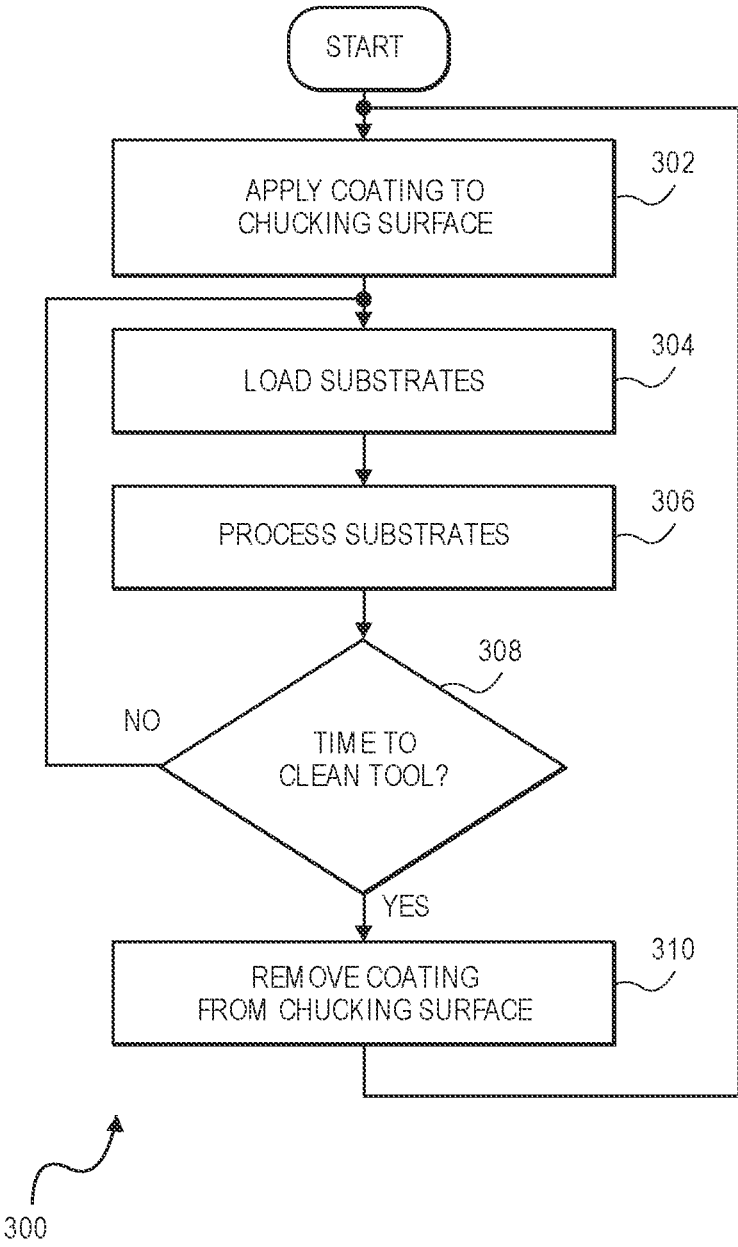 START
APPLY COATING TO
CHUCKING SURFACE
302
LOAD SUBSTRATES
304
PROCESS SUBSTRATES
306
308
NO
TIME TO
CLEAN TOOL?
YES
REMOVE COATING
FROM CHUCKING SURFACE
310
300